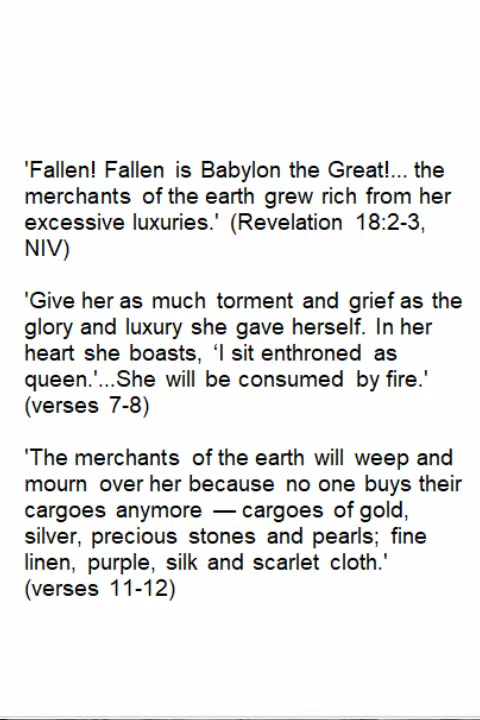 'Fallen! Fallen is Babylon the Great!... the
merchants of the earth grew rich from her
excessive luxuries.' (Revelation 18:2-3,
NIV)
'Give her as much torment and grief as the
glory and luxury she gave herself. In her
heart she boasts, ‘I sit enthroned as
queen.'...She will be consumed by fire.'
(verses 7-8)
'The merchants of the earth will weep and
mourn over her because no one buys their
cargoes anymore — cargoes of gold,
silver, precious stones and pearls; fine
linen, purple, silk and scarlet cloth.'
(verses 11-12)